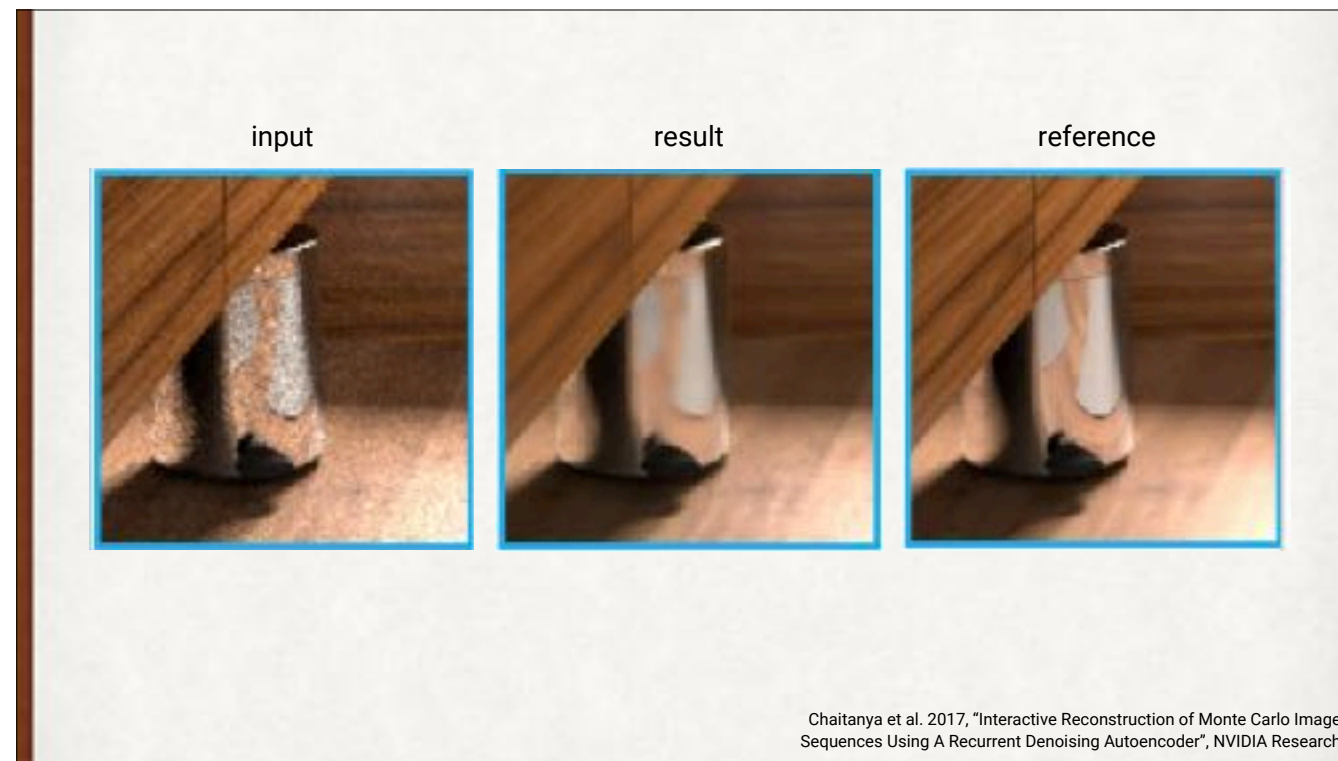 input
result
reference
Chaitanya et al. 2017, “Interactive Reconstruction of Monte Carlo Image
Sequences Using A Recurrent Denoising Autoencoder”, NVIDIA Research